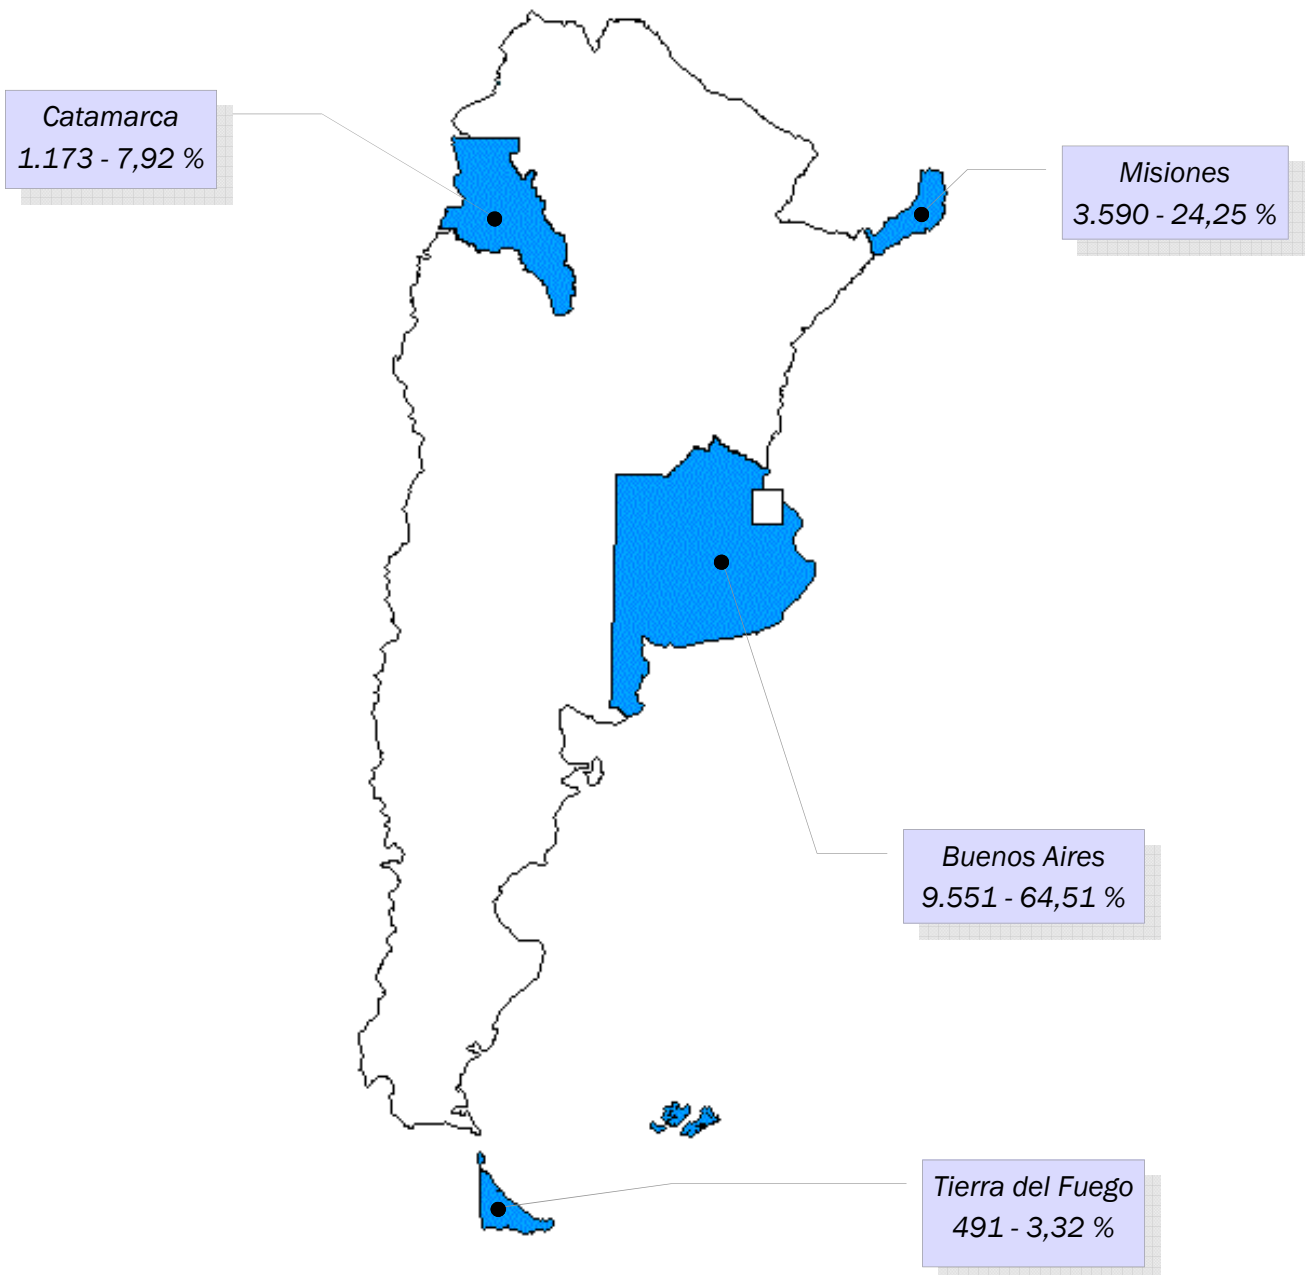 Catamarca
1.173 - 7,92 %
Misiones
3.590 - 24,25 %
Buenos Aires
9.551 - 64,51 %
Tierra del Fuego
491 - 3,32 %